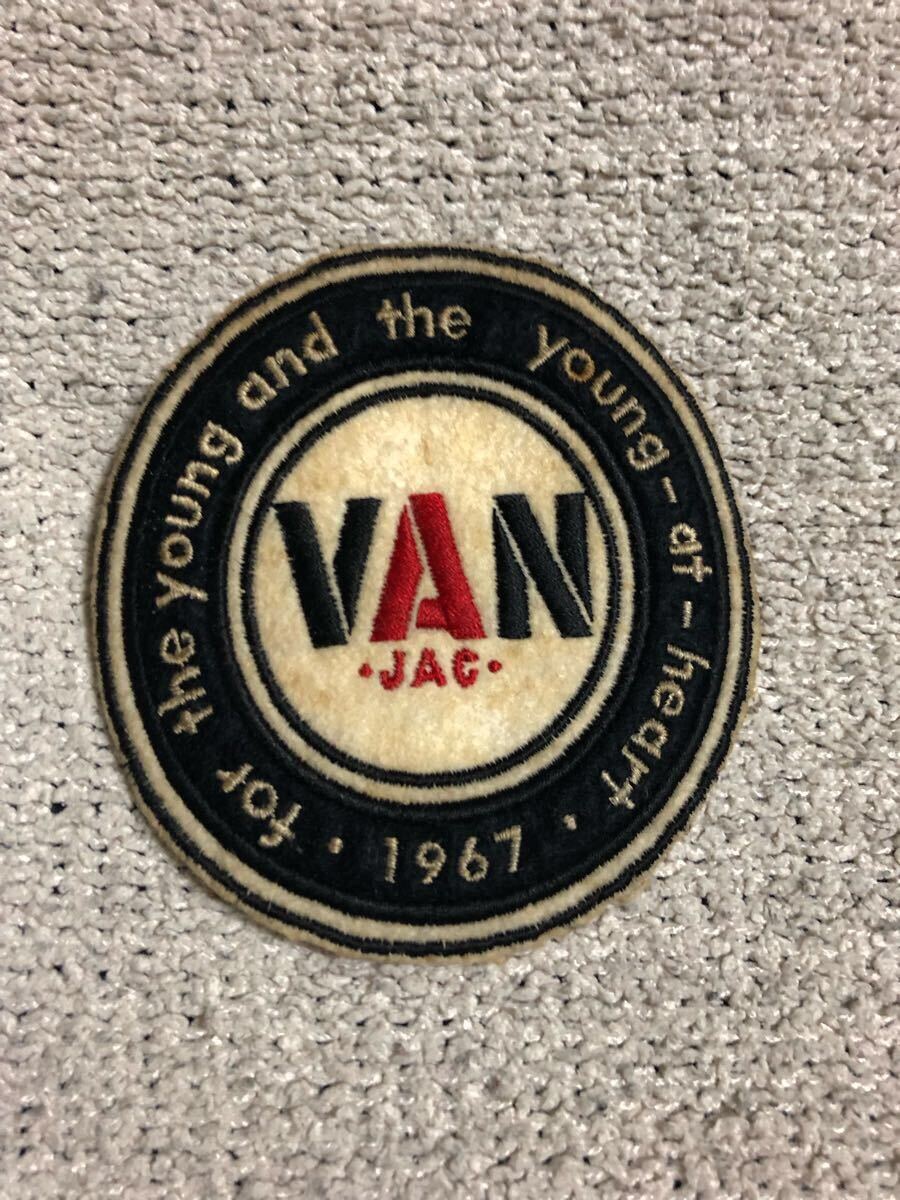 for the young and the young-at-heart
VAN
·JAC·
· 1967 ·